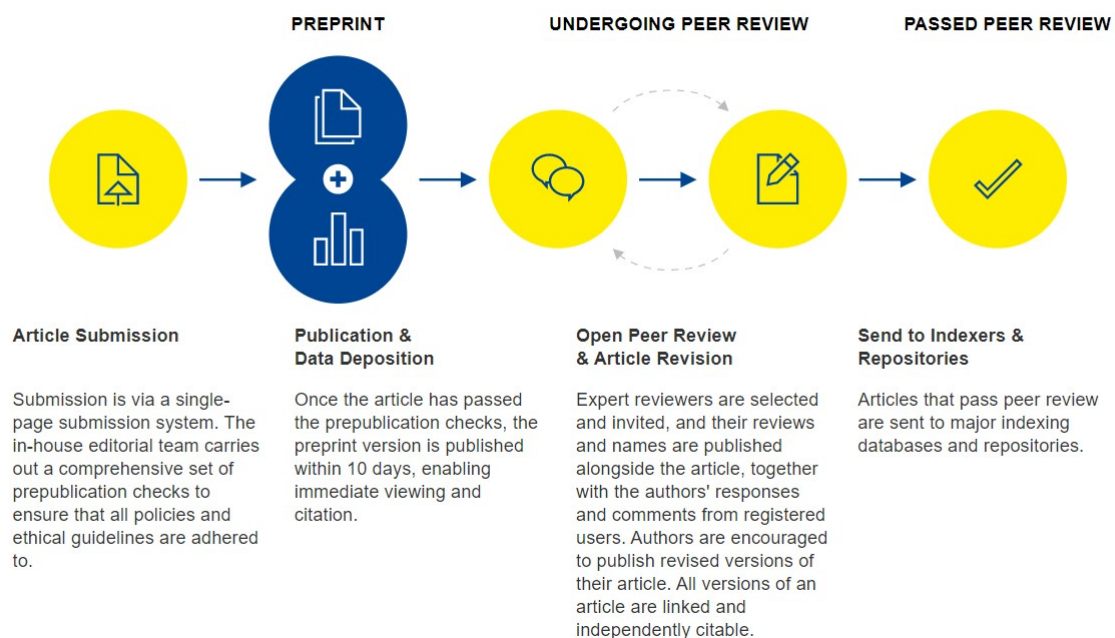 PREPRINT
UNDERGOING PEER REVIEW
PASSED PEER REVIEW
Article Submission
Submission is via a single-
page submission system. The
in-house editorial team carries
out a comprehensive set of
prepublication checks to
ensure that all policies and
ethical guidelines are adhered
to.
Publication &
Data Deposition
Once the article has passed
the prepublication checks, the
preprint version is published
within 10 days, enabling
immediate viewing and
citation.
Open Peer Review
& Article Revision
Expert reviewers are selected
and invited, and their reviews
and names are published
alongside the article, together
with the authors' responses
and comments from registered
users. Authors are encouraged
to publish revised versions of
their article. All versions of an
article are linked and
independently citable.
Send to Indexers &
Repositories
Articles that pass peer review
are sent to major indexing
databases and repositories.